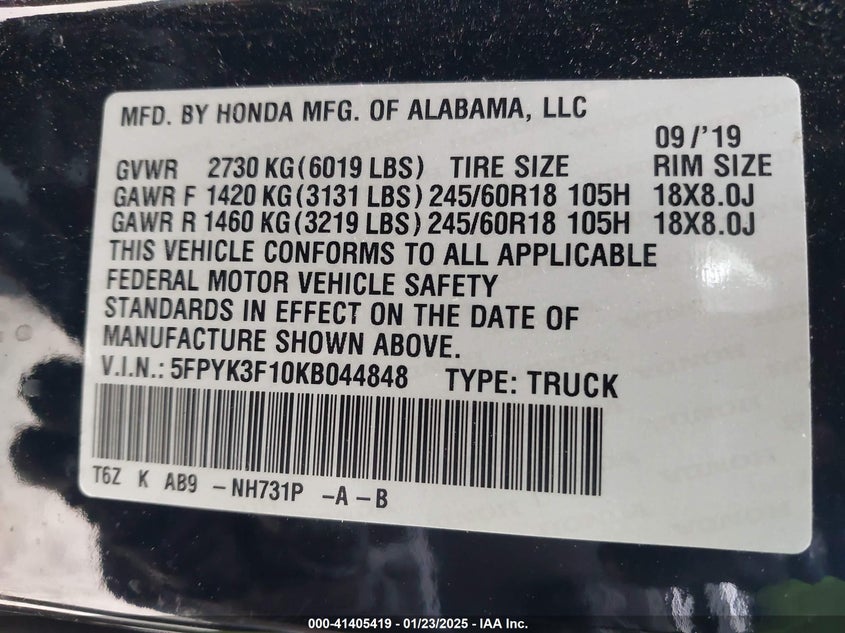 MFD. BY HONDA MFG. OF ALABAMA, LLC
09/'19
GVWR 2730 KG(6019 LBS) TIRE SIZE RIM SIZE
GAWR F 1420 KG(3131 LBS) 245/60R18 105H 18X8.0J
GAWR R 1460 KG(3219 LBS) 245/60R18 105H 18X8.0J
THIS VEHICLE CONFORMS TO ALL APPLICABLE
FEDERAL MOTOR VEHICLE SAFETY
STANDARDS IN EFFECT ON THE DATE OF
MANUFACTURE SHOWN ABOVE.
V.I.N.: 5FPYK3F10KB044848 TYPE: TRUCK
T6Z K AB9 -NH731P -A-B
000-41405419 - 01/23/2025 - IAA Inc.